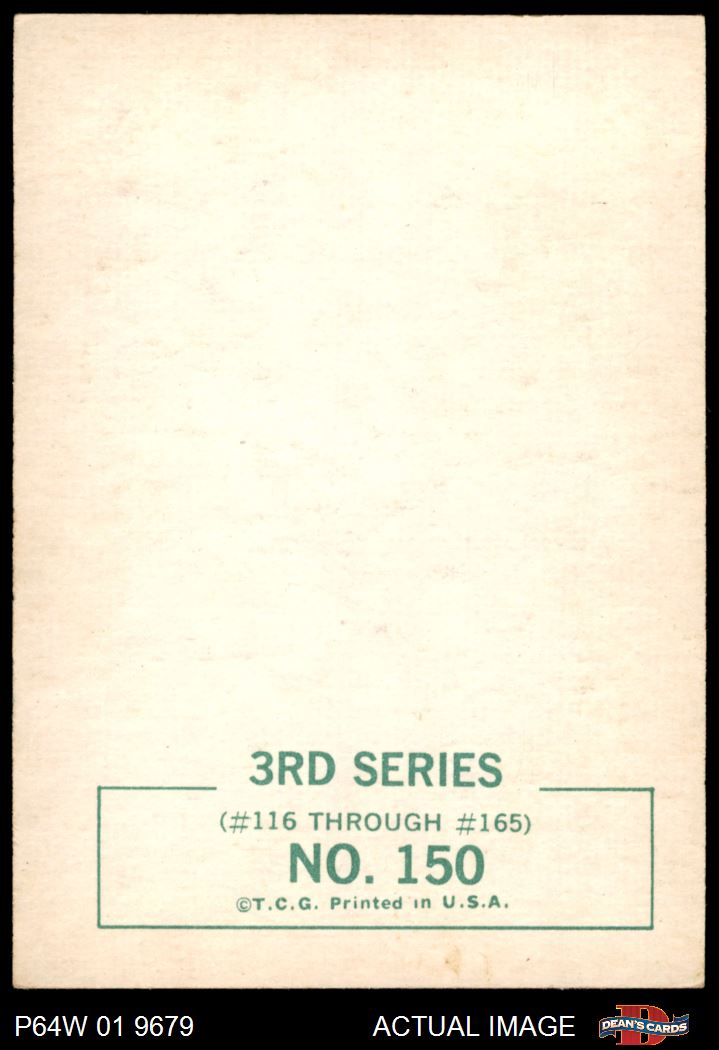 3RD SERIES
(#116 THROUGH #165)
NO. 150
©T.C.G. Printed in U.S.A.
P64W 01 9679
ACTUAL IMAGE
DEAN'S CARDS